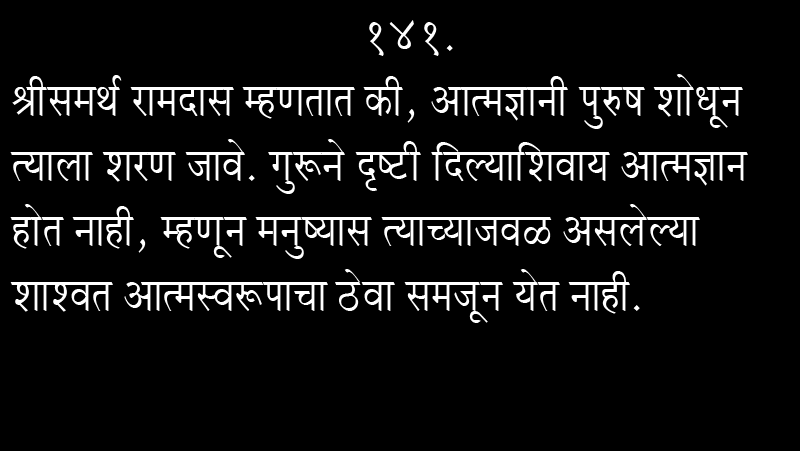 १४१.
श्रीसमर्थ रामदास म्हणतात की, आत्मज्ञानी पुरुष शोधून
त्याला शरण जावे. गुरूने दृष्टी दिल्याशिवाय आत्मज्ञान
होत नाही, म्हणून मनुष्यास त्याच्याजवळ असलेल्या
शाश्वत आत्मस्वरूपाचा ठेवा समजून येत नाही.